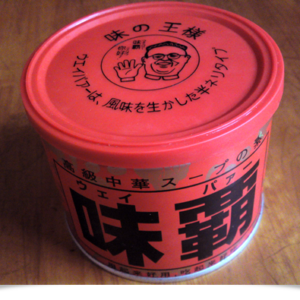 味の王様
ウェイパァーは、風味を生かした半ネリタイプ
高級中華スープの素
ウェイ パァー
味覇